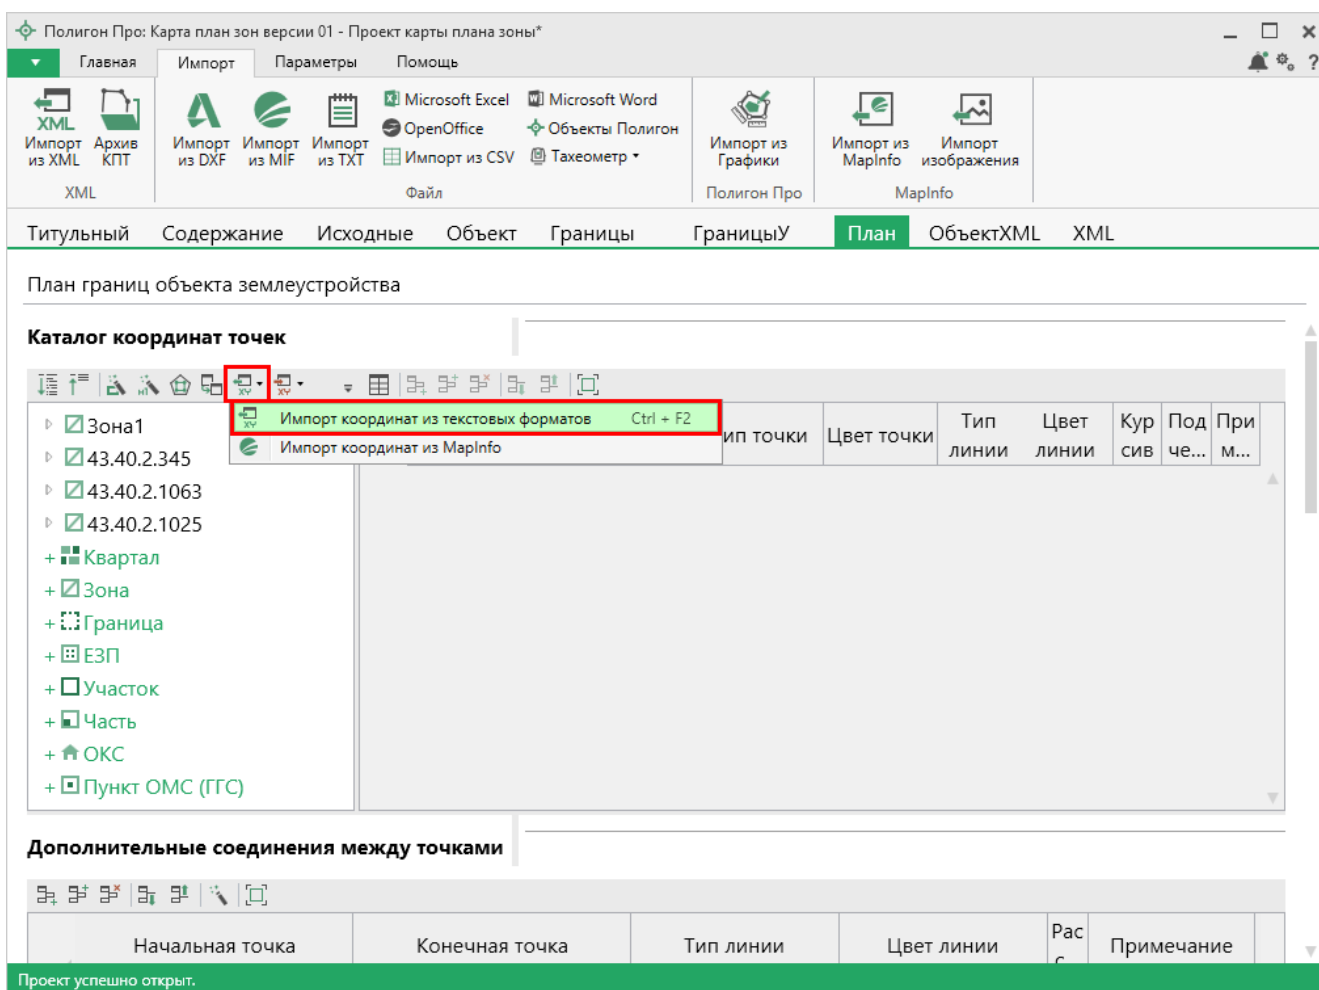 Полигон Про: Карта план зон версии 01 - Проект карты плана зоны*
Главная Импорт Параметры Помощь
?
XML
Импорт из XML
Архив КПТ
Импорт из DXF
Импорт из MIF
Импорт из TXT
Microsoft Excel
OpenOffice
Импорт из CSV
Microsoft Word
Объекты Полигон
Тахеометр
Импорт из Графики
Импорт из MapInfo
Импорт изображения
XML Файл Полигон Про MapInfo
Титульный Содержание Исходные Объект Границы ГраницыУ План ОбъектXML XML
План границ объекта землеустройства
Каталог координат точек
Импорт координат из текстовых форматов Ctrl + F2
Импорт координат из MapInfo
ип точки
Цвет точки
Тип линии
Цвет линии
Кур сив
Под че...
При м...
Зона1
43.40.2.345
43.40.2.1063
43.40.2.1025
+ Квартал
+ Зона
+ Граница
+ ЕЗП
+ Участок
+ Часть
+ ОКС
+ Пункт ОМС (ГГС)
Дополнительные соединения между точками
Начальная точка
Конечная точка
Тип линии
Цвет линии
Рас
Примечание
Проект успешно открыт.